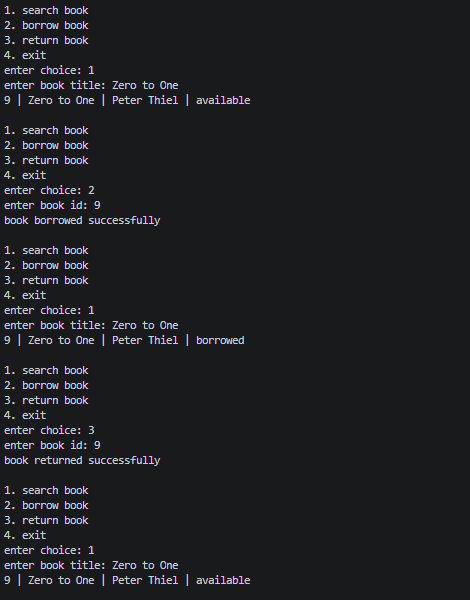 1. search book
2. borrow book
3. return book
4. exit
enter choice: 1
enter book title: Zero to One
9 | Zero to One | Peter Thiel | available

1. search book
2. borrow book
3. return book
4. exit
enter choice: 2
enter book id: 9
book borrowed successfully

1. search book
2. borrow book
3. return book
4. exit
enter choice: 1
enter book title: Zero to One
9 | Zero to One | Peter Thiel | borrowed

1. search book
2. borrow book
3. return book
4. exit
enter choice: 3
enter book id: 9
book returned successfully

1. search book
2. borrow book
3. return book
4. exit
enter choice: 1
enter book title: Zero to One
9 | Zero to One | Peter Thiel | available